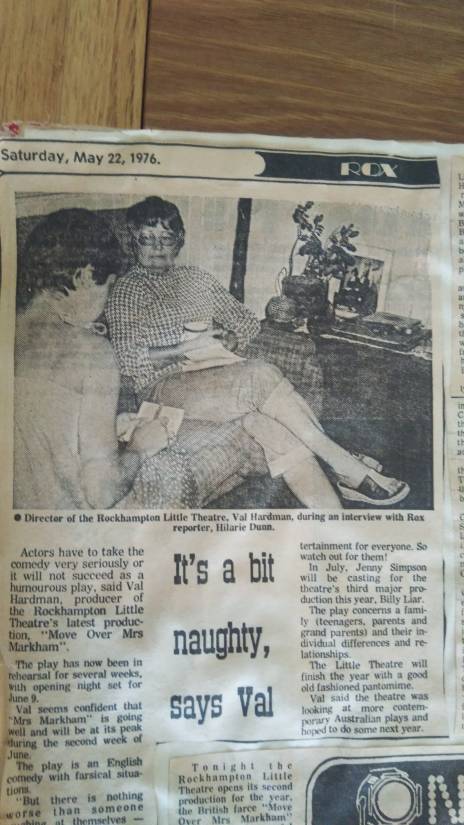 Saturday, May 22, 1976.
ROX
● Director of the Rockhampton Little Theatre, Val Hardman, during an interview with Rox
reporter, Hilarie Dunn.
Actors have to take the
comedy very seriously or
it will not succeed as a
humourous play, said Val
Hardman, producer of
the Rockhampton Little
Theatre's latest produc-
tion, "Move Over Mrs
Markham".
The play has now been in
rehearsal for several weeks,
with opening night set for
June 9.
Val seems confident that
"Mrs Markham" is going
well and will be at its peak
during the second week of
June.
The play is an English
comedy with farsical situa-
tions.
"But there is nothing
worse than someone
at themselves —
It's a bit
naughty,
says Val
tertainment for everyone. So
watch out for them!
In July, Jenny Simpson
will be casting for the
theatre's third major pro-
duction this year, Billy Liar.
The play concerns a fami-
ly (teenagers, parents and
grand parents) and their in-
dividual differences and re-
lationships.
The Little Theatre will
finish the year with a good
old fashioned pantomime.
Val said the theatre was
looking at more contem-
porary Australian plays and
hoped to do some next year.
Tonight the
Rockhampton Little
Theatre opens its second
production for the year,
the British farce "Move
Over Mrs Markham"
ON